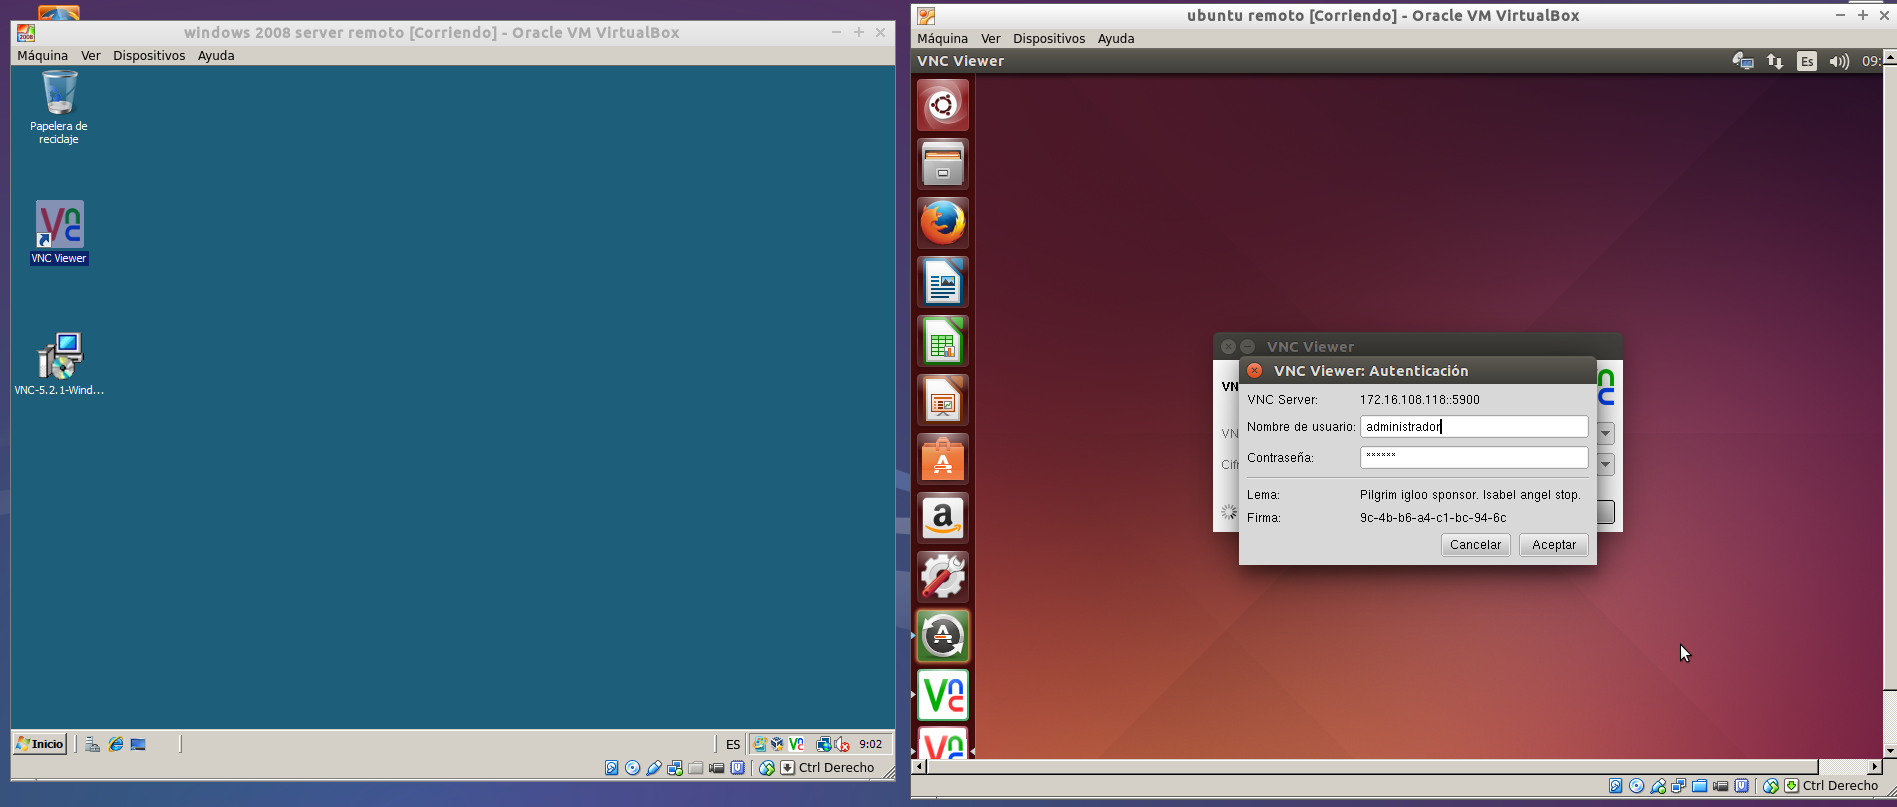 windows 2008 server remoto [Corriendo] - Oracle VM VirtualBox
Máquina Ver Dispositivos Ayuda
Papelera de
reciclaje
VNC Viewer
VNC-5.2.1-Wind...
Inicio
ES
9:02
Ctrl Derecho
ubuntu remoto [Corriendo] - Oracle VM VirtualBox
Máquina Ver Dispositivos Ayuda
VNC Viewer
Es
09:
VNC Viewer
VNC Viewer: Autenticación
VNC Server: 172.16.108.118::5900
Nombre de usuario: administrador
Contraseña: ******
Lema: Pilgrim igloo sponsor. Isabel angel stop.
Firma: 9c-4b-b6-a4-c1-bc-94-6c
Cancelar Aceptar
Ctrl Derecho